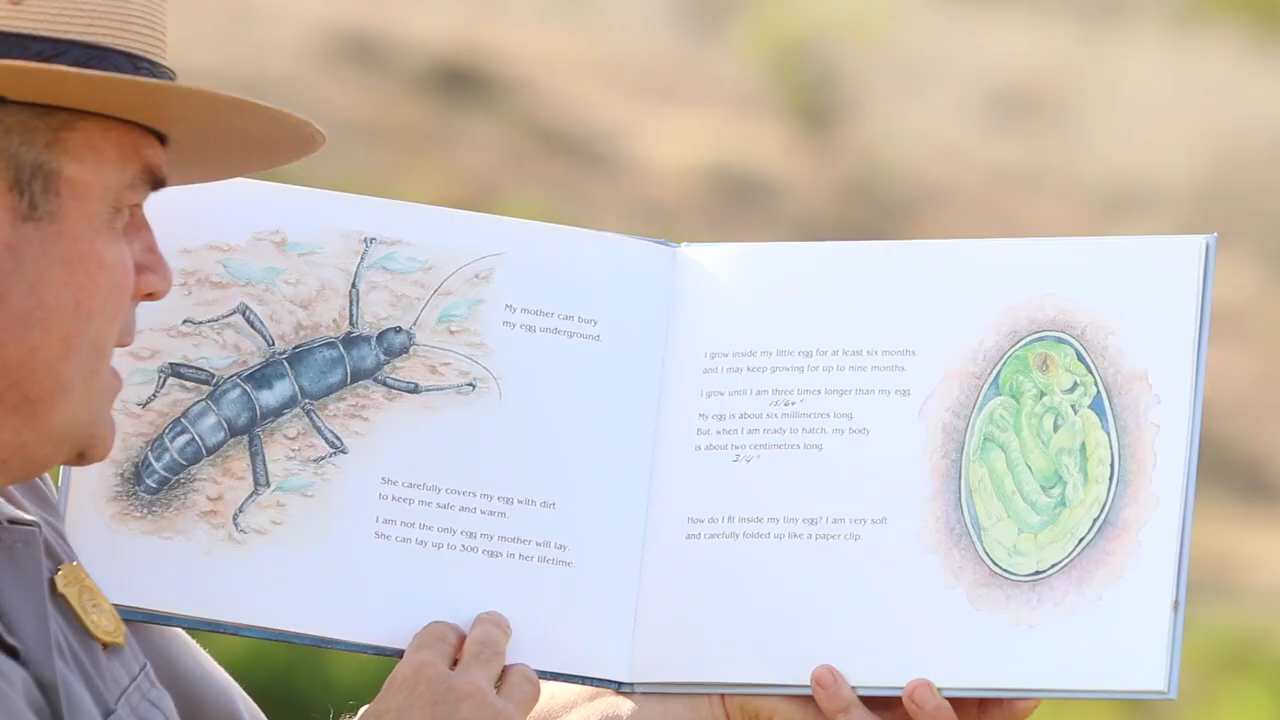 My mother can bury
my egg underground.
She carefully covers my egg with dirt
to keep me safe and warm.
I am not the only egg my mother will lay.
She can lay up to 300 eggs in her lifetime.
I grow inside my little egg for at least six months.
and I may keep growing for up to nine months.
I grow until I am three times longer than my egg.
15/64"
My egg is about six millimetres long.
But, when I am ready to hatch, my body
is about two centimetres long.
3/4"
How do I fit inside my tiny egg? I am very soft
and carefully folded up like a paper clip.